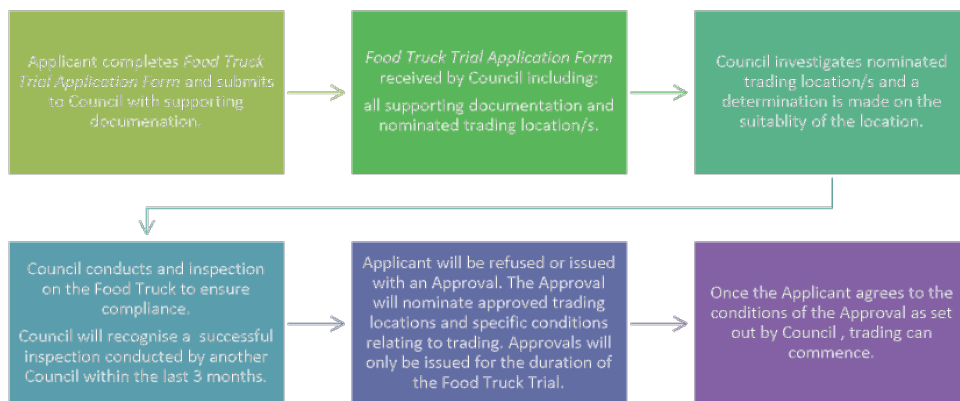 Applicant completes Food Truck
Trial Application Form and submits
to Council with supporting
documenation.
Food Truck Trial Application Form
received by Council including:
all supporting documentation and
nominated trading location/s.
Council investigates nominated
trading location/s and a
determination is made on the
suitablity of the location.
Council conducts and inspection
on the Food Truck to ensure
compliance.
Council will recognise a successful
inspection conducted by another
Council within the last 3 months.
Applicant will be refused or issued
with an Approval. The Approval
will nominate approved trading
locations and specific conditions
relating to trading. Approvals will
only be issued for the duration of
the Food Truck Trial.
Once the Applicant agrees to the
conditions of the Approval as set
out by Council , trading can
commence.